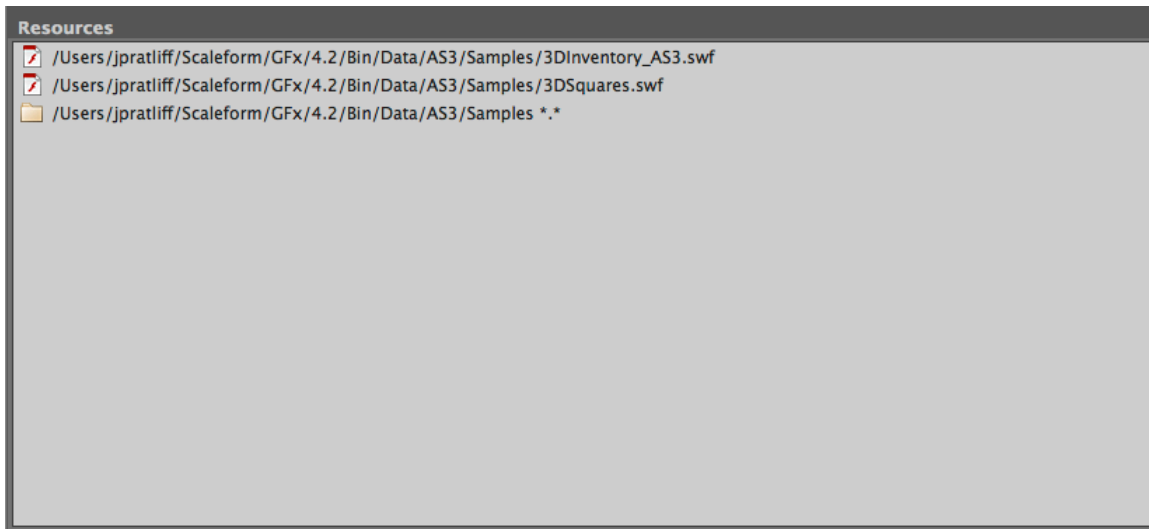 Resources
/Users/jpratliff/Scaleform/GFx/4.2/Bin/Data/AS3/Samples/3DInventory_AS3.swf
/Users/jpratliff/Scaleform/GFx/4.2/Bin/Data/AS3/Samples/3DSquares.swf
/Users/jpratliff/Scaleform/GFx/4.2/Bin/Data/AS3/Samples *.*